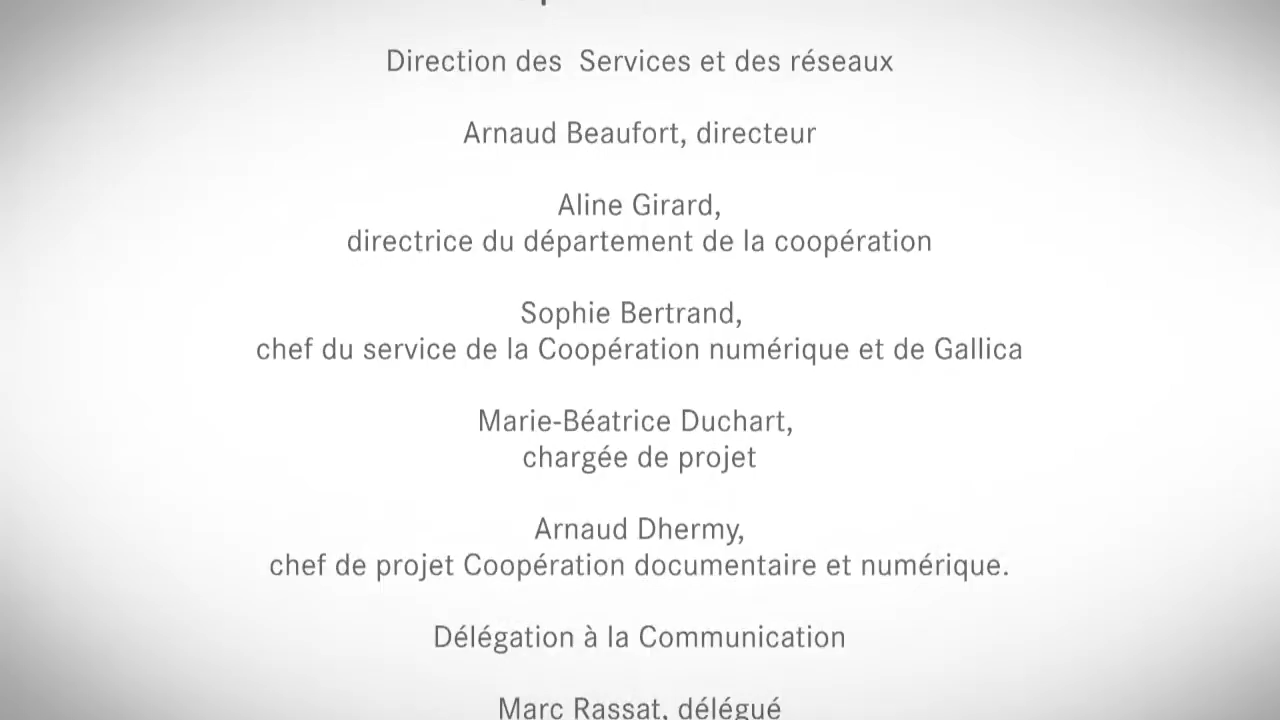 Direction des  Services et des réseaux
Arnaud Beaufort, directeur
Aline Girard,
directrice du département de la coopération
Sophie Bertrand,
chef du service de la Coopération numérique et de Gallica
Marie-Béatrice Duchart,
chargée de projet
Arnaud Dhermy,
chef de projet Coopération documentaire et numérique.
Délégation à la Communication
Marc Rassat, délégué